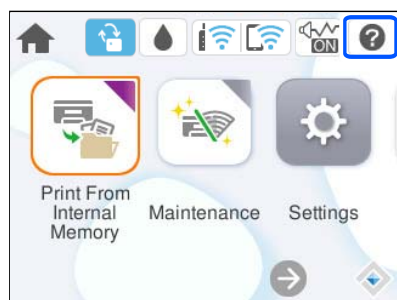 ON
?
Print From
Internal
Memory
Maintenance
Settings